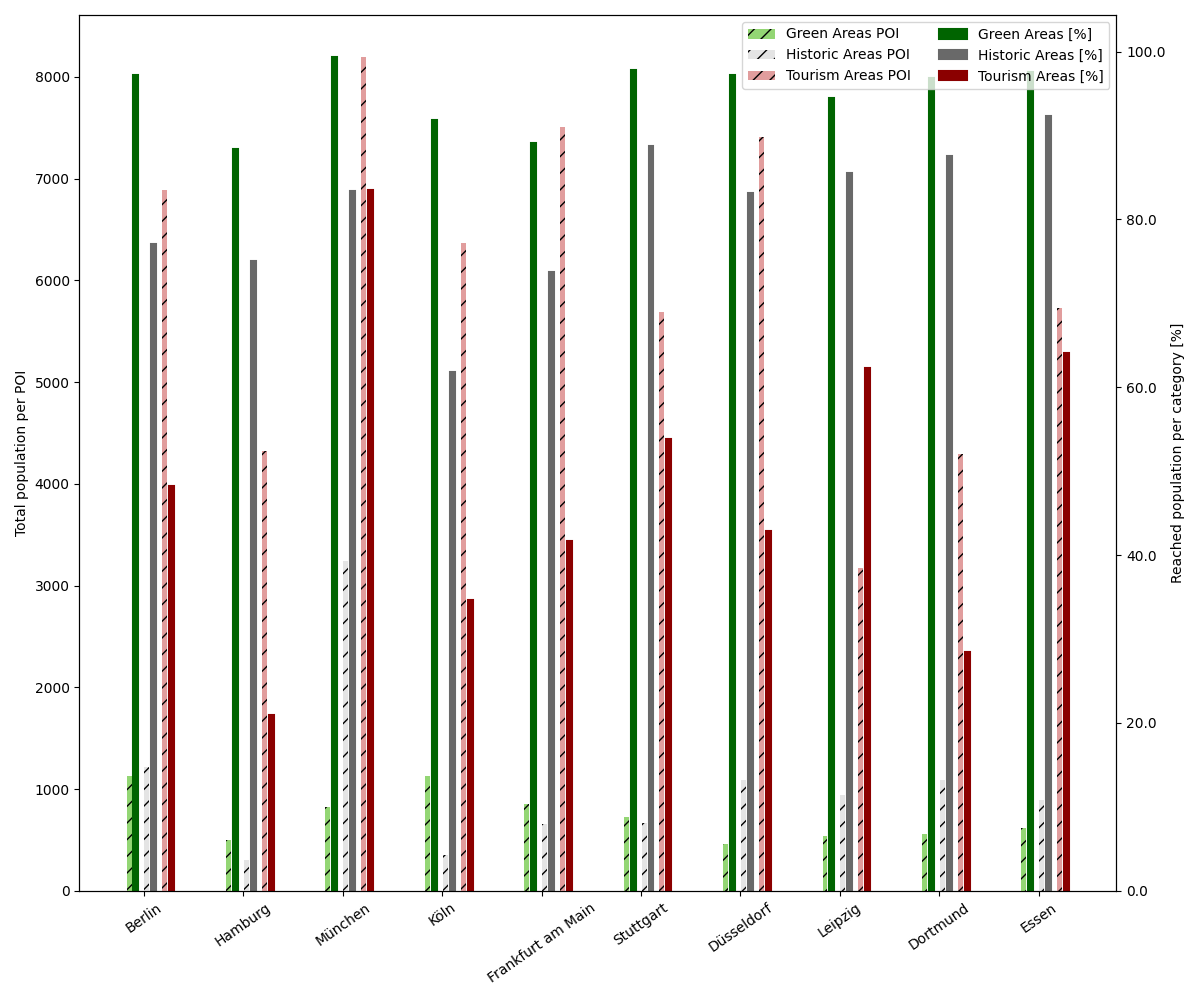 Green Areas POI
Historic Areas POI
Tourism Areas POI
Green Areas [%]
Historic Areas [%]
Tourism Areas [%]
Total population per POI
8000
7000
6000
5000
4000
3000
2000
1000
0
100.0
80.0
60.0
40.0
20.0
0.0
Reached population per category [%]
Berlin
Hamburg
München
Köln
Frankfurt am Main
Stuttgart
Düsseldorf
Leipzig
Dortmund
Essen